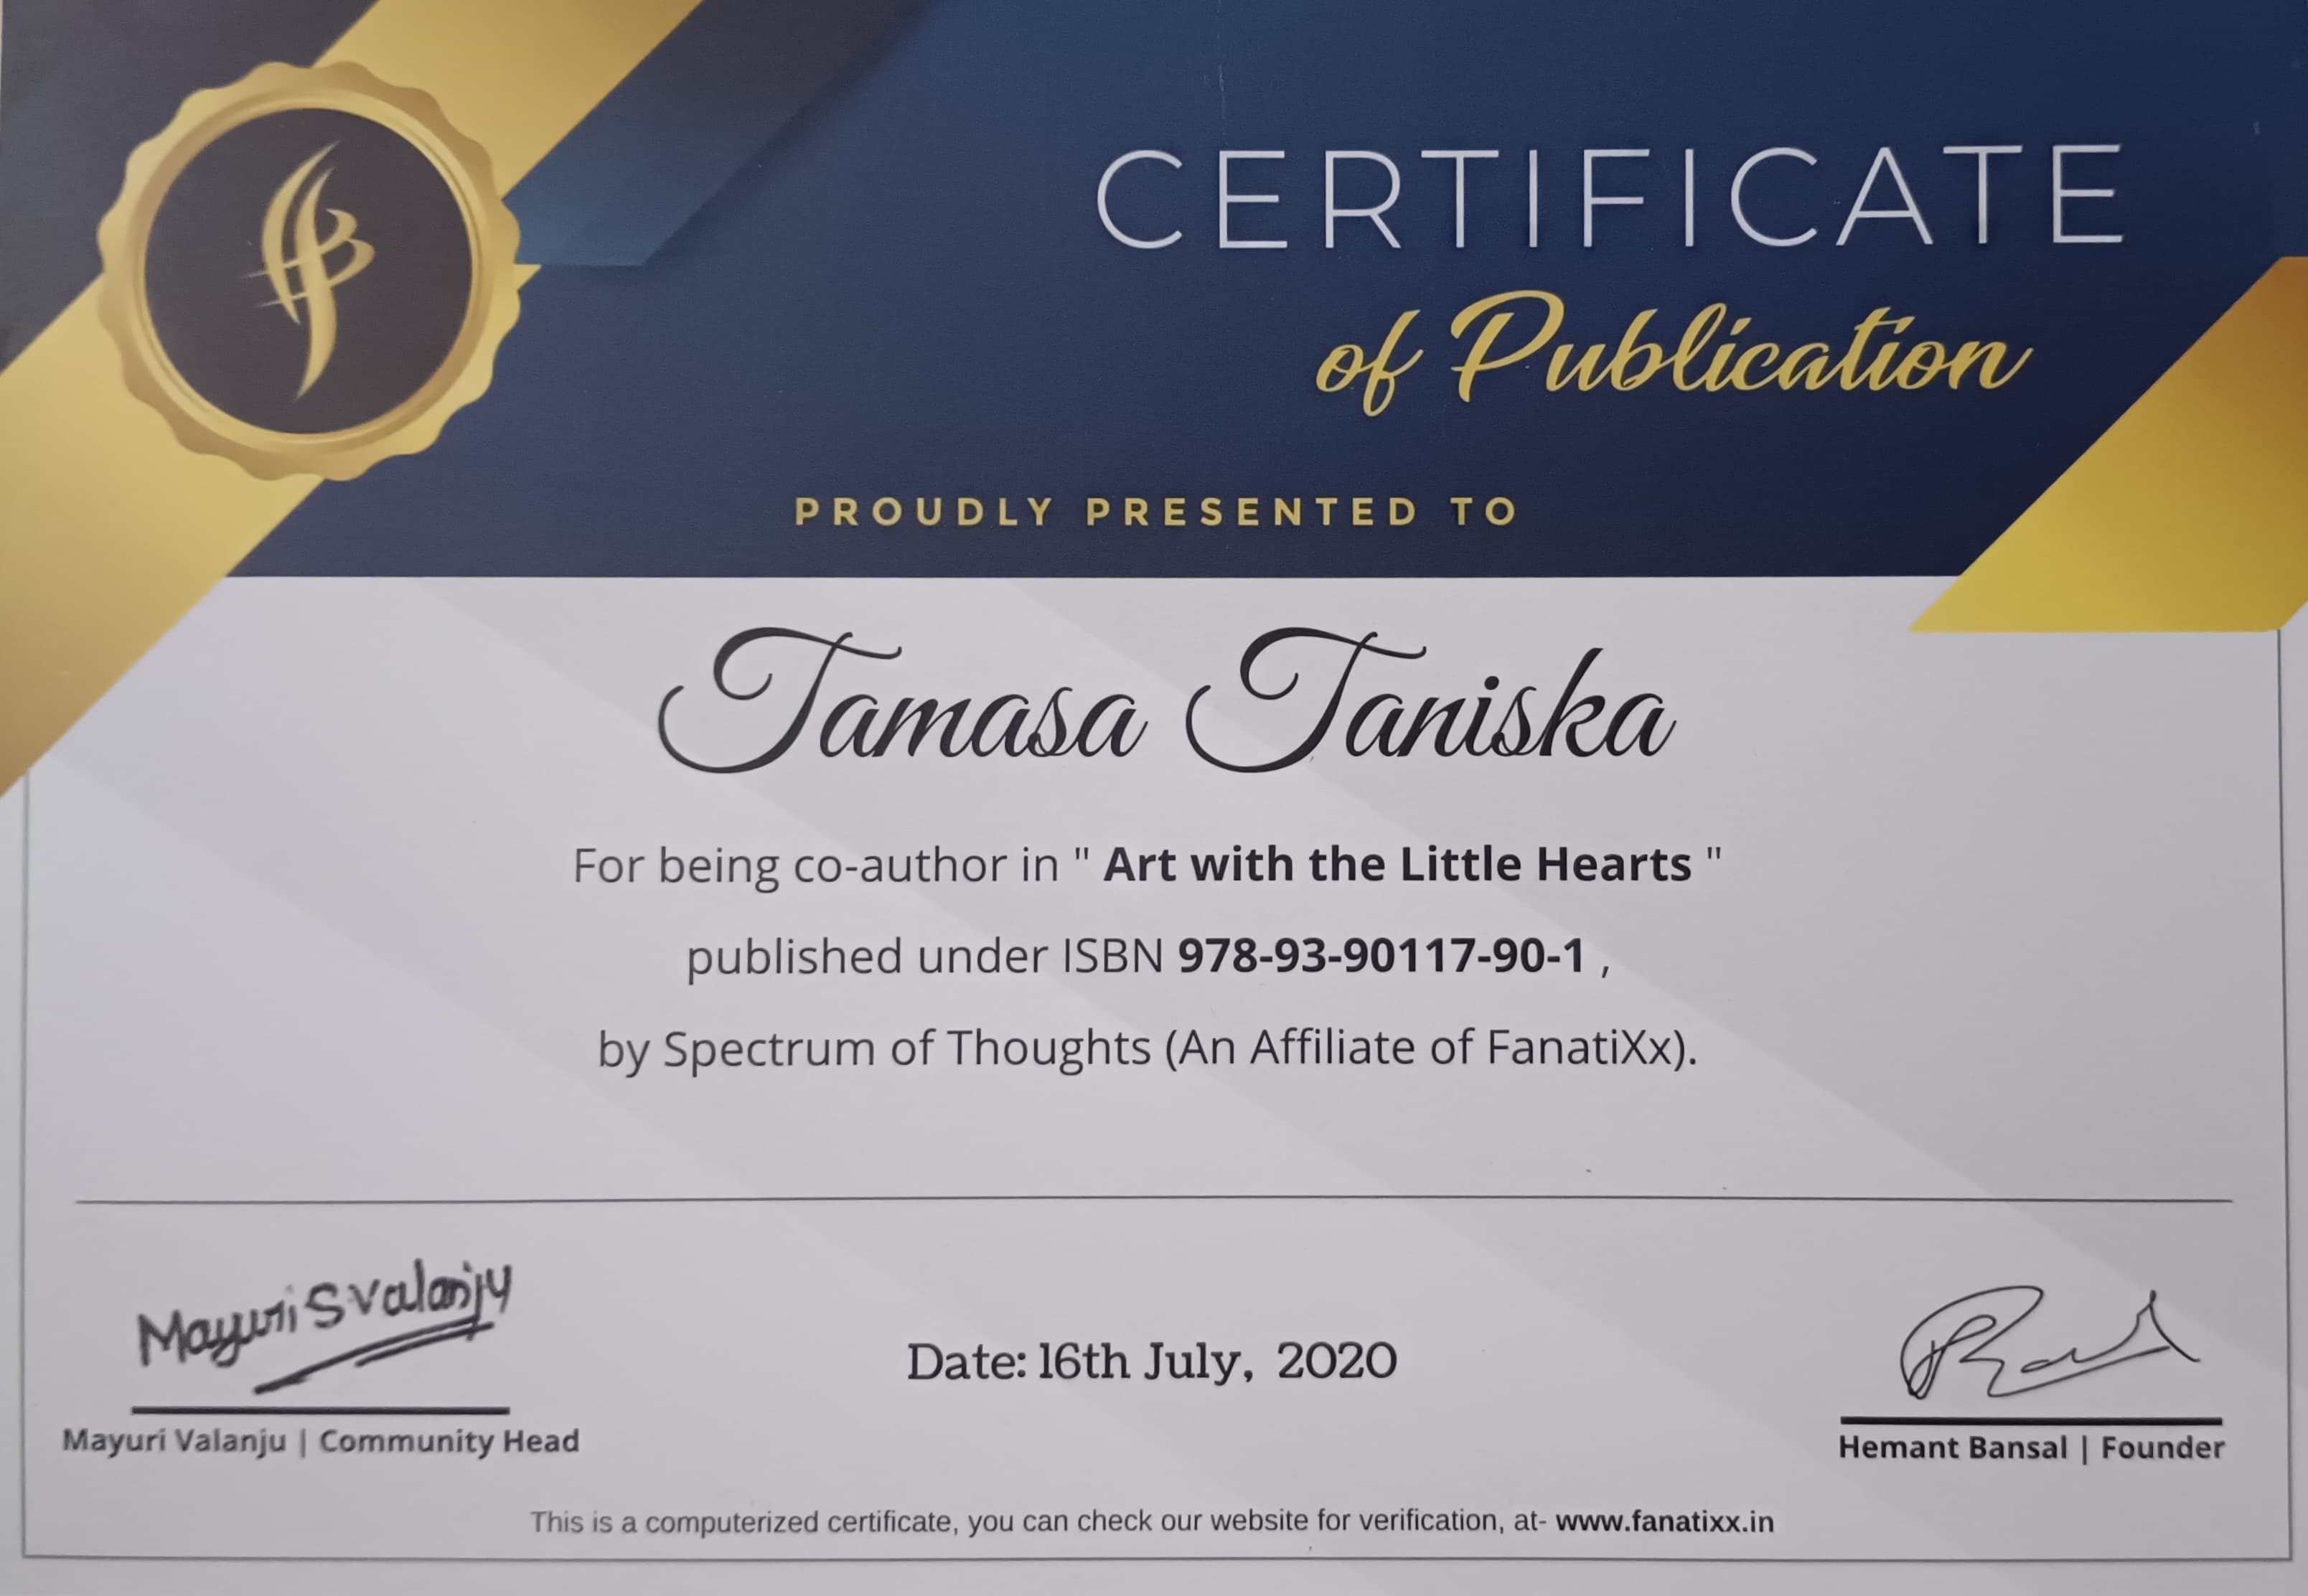 CERTIFICATE
of Publication
PROUDLY PRESENTED TO
Tamasa Taniska
For being co-author in " Art with the Little Hearts "
published under ISBN 978-93-90117-90-1 ,
by Spectrum of Thoughts (An Affiliate of FanatiXx).
Mayuri S Valanju
Date: 16th July, 2020
Mayuri Valanju | Community Head
Hemant Bansal | Founder
This is a computerized certificate, you can check our website for verification, at- www.fanatixx.in